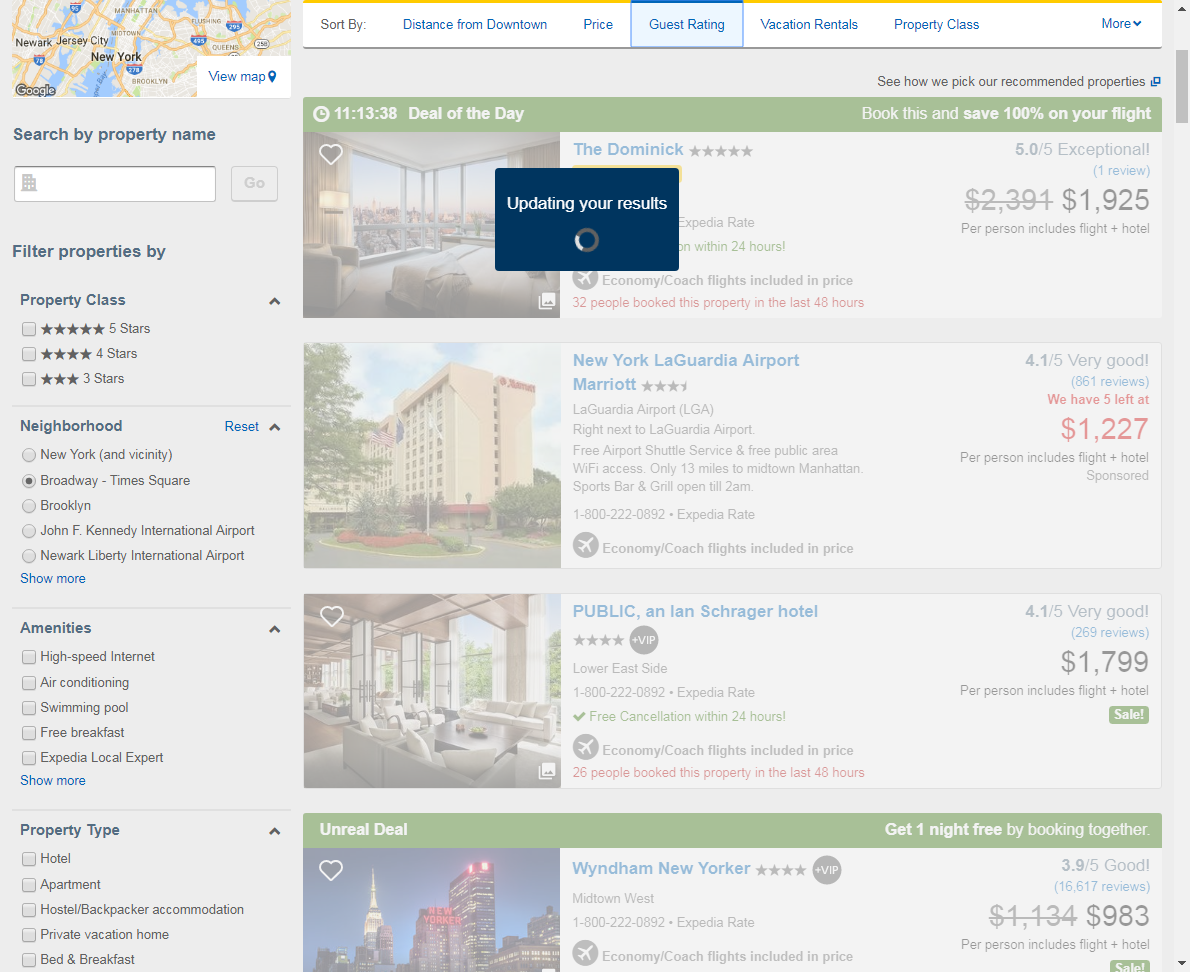 MANHATTAN
FLUSHING
95
295
MIDTOWN
Newark Jersey City
495
QUEENS
258
78
New York
278
BROOKLYN
Google
View map
Search by property name
Go
Filter properties by
Property Class
★★★★★ 5 Stars
★★★★ 4 Stars
★★★ 3 Stars
Neighborhood
Reset
New York (and vicinity)
Broadway - Times Square
Brooklyn
John F. Kennedy International Airport
Newark Liberty International Airport
Show more
Amenities
High-speed Internet
Air conditioning
Swimming pool
Free breakfast
Expedia Local Expert
Show more
Property Type
Hotel
Apartment
Hostel/Backpacker accommodation
Private vacation home
Bed & Breakfast
Sort By: Distance from Downtown Price Guest Rating Vacation Rentals Property Class More
See how we pick our recommended properties
11:13:38 Deal of the Day
Book this and save 100% on your flight
The Dominick ★★★★★
5.0/5 Exceptional!
(1 review)
Updating your results
$2,391 $1,925
Expedia Rate
Per person includes flight + hotel
on within 24 hours!
Economy/Coach flights included in price
32 people booked this property in the last 48 hours
New York LaGuardia Airport
Marriott
4.1/5 Very good!
(861 reviews)
We have 5 left at
LaGuardia Airport (LGA)
Right next to LaGuardia Airport.
$1,227
Free Airport Shuttle Service & free public area
WiFi access. Only 13 miles to midtown Manhattan.
Sports Bar & Grill open till 2am.
Per person includes flight + hotel
Sponsored
1-800-222-0892 • Expedia Rate
Economy/Coach flights included in price
Marriott
PUBLIC, an Ian Schrager hotel
★★★★ +VIP
4.1/5 Very good!
(269 reviews)
Lower East Side
$1,799
1-800-222-0892 • Expedia Rate
Per person includes flight + hotel
Free Cancellation within 24 hours!
Sale!
Economy/Coach flights included in price
26 people booked this property in the last 48 hours
Unreal Deal
Get 1 night free by booking together.
Wyndham New Yorker ★★★★ +VIP
3.9/5 Good!
(16,617 reviews)
Midtown West
$1,134 $983
1-800-222-0892 • Expedia Rate
Per person includes flight + hotel
Economy/Coach flights included in price
Sale!
NEW
YORKER